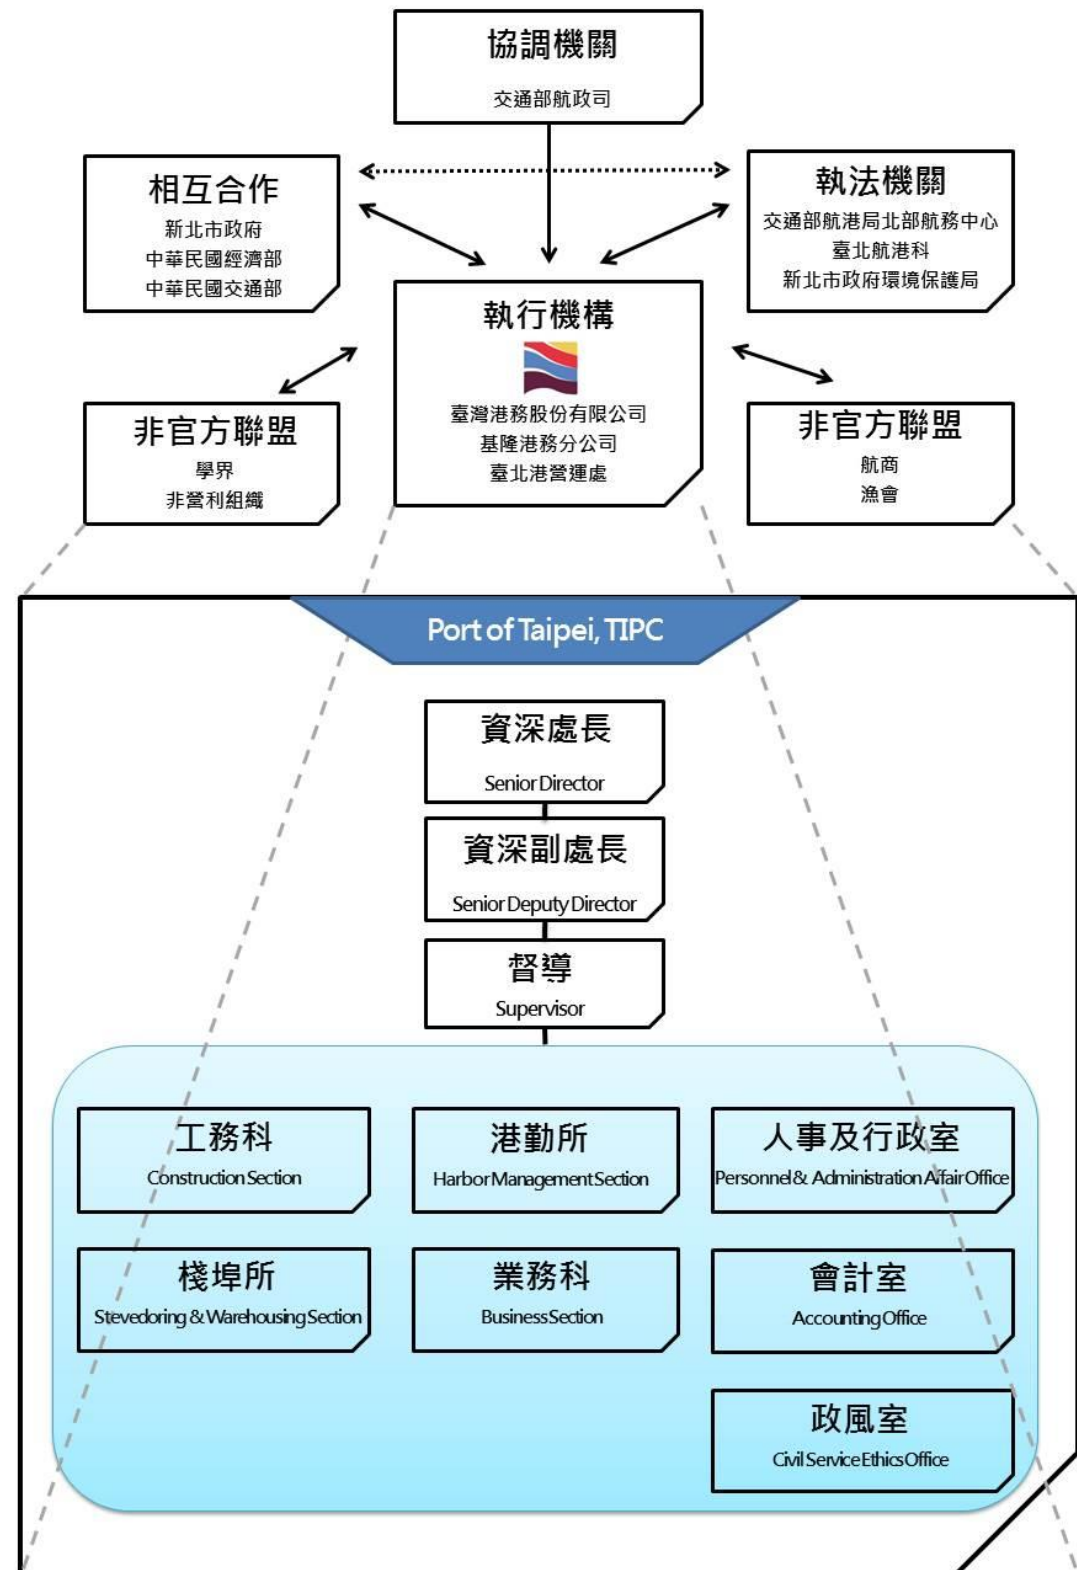 協調機關
交通部航政司
相互合作
新北市政府
中華民國經濟部
中華民國交通部
執法機關
交通部航港局北部航務中心
臺北航港科
新北市政府環境保護局
執行機構
臺灣港務股份有限公司
基隆港務分公司
臺北港營運處
非官方聯盟
學界
非營利組織
非官方聯盟
航商
漁會
Port of Taipei, TIPC
資深處長
Senior Director
資深副處長
Senior Deputy Director
督導
Supervisor
工務科
Construction Section
港勤所
Harbor Management Section
人事及行政室
Personnel & Administration Affair Office
棧埠所
Stevedoring & Warehousing Section
業務科
Business Section
會計室
Accounting Office
政風室
Civil Service Ethics Office